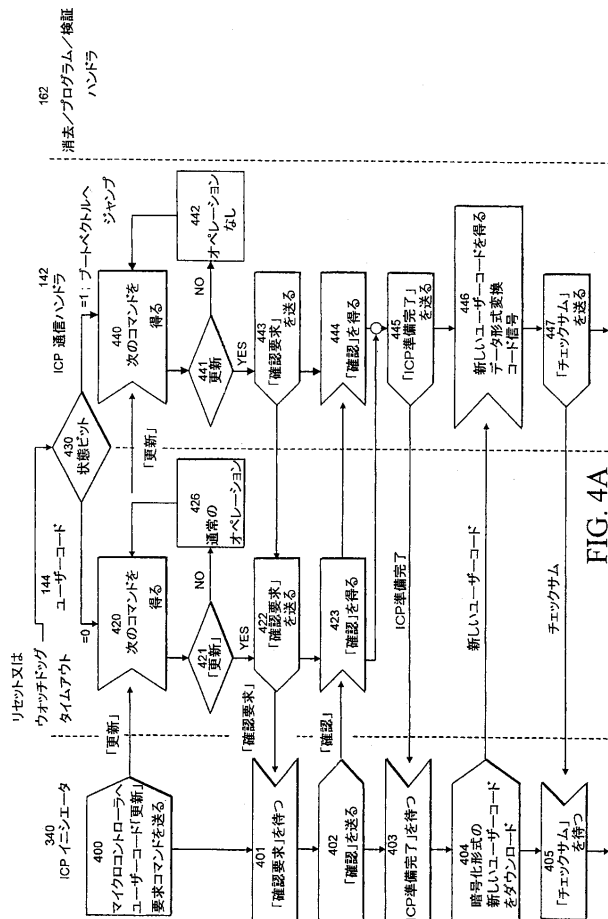 リセット又は
ウォッチドッグ
タイムアウト
340
ICP イニシエータ
144
ユーザーコード
142
ICP 通信ハンドラ
162
消去／プログラム／検証
ハンドラ
430
状態ビット
=0
=1：ブートベクトルへ
ジャンプ
400
マイクロコントローラへ
ユーザーコード「更新」
要求コマンドを送る
「更新」
420
次のコマンドを
得る
「更新」
440
次のコマンドを
得る
421
「更新」
NO
426
通常の
オペレーション
441
更新
NO
442
オペレーション
なし
YES
YES
401
「確認要求」を待つ
「確認要求」
422
「確認要求」
を送る
443
「確認要求」
を送る
402
「確認」を送る
「確認」
423
「確認」を得る
444
「確認」を得る
403
「ICP準備完了」を待つ
ICP準備完了
445
「ICP準備完了」
を送る
404
暗号化形式の
新しいユーザーコード
をダウンロード
新しいユーザーコード
446
新しいユーザーコードを得る
データ形式変換
コード信号
405
「チェックサム」
を待つ
チェックサム
447
「チェックサム」
を送る
FIG. 4A